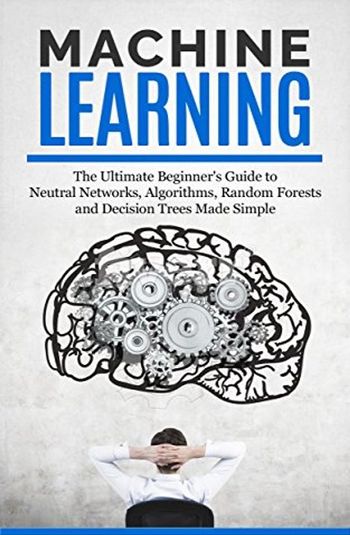 MACHINE
LEARNING
The Ultimate Beginner's Guide to
Neutral Networks, Algorithms, Random Forests
and Decision Trees Made Simple